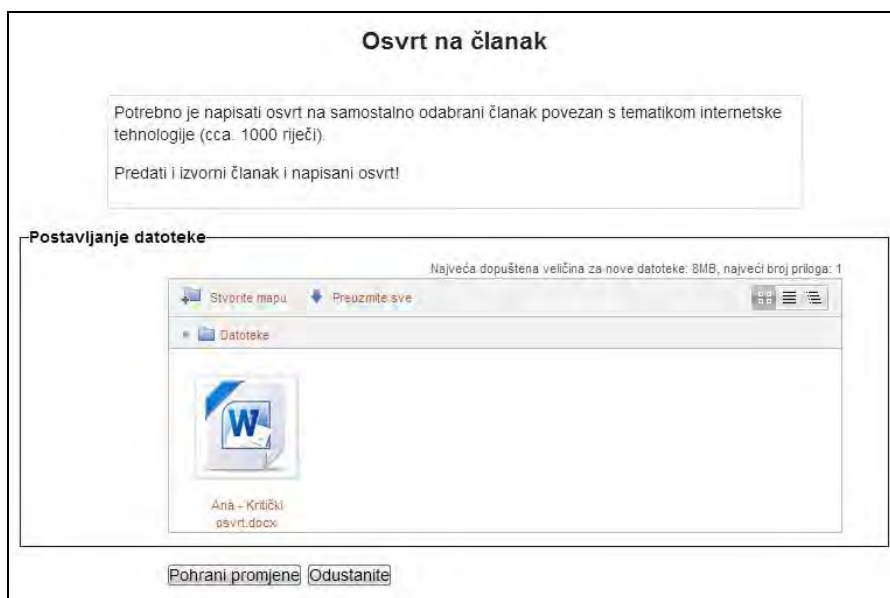 Osvrt na članak
Potrebno je napisati osvrt na samostalno odabrani članak povezan s tematikom internetske
tehnologije (cca. 1000 riječi).
Predati i izvorni članak i napisani osvrt!
Postavljanje datoteke
Najveća dopuštena veličina za nove datoteke: 8MB, najveći broj priloga: 1
Stvorite mapu Preuzmite sve
Datoteke
W
Ana - Kritički
osvrt.docx
Pohrani promjene Odustanite